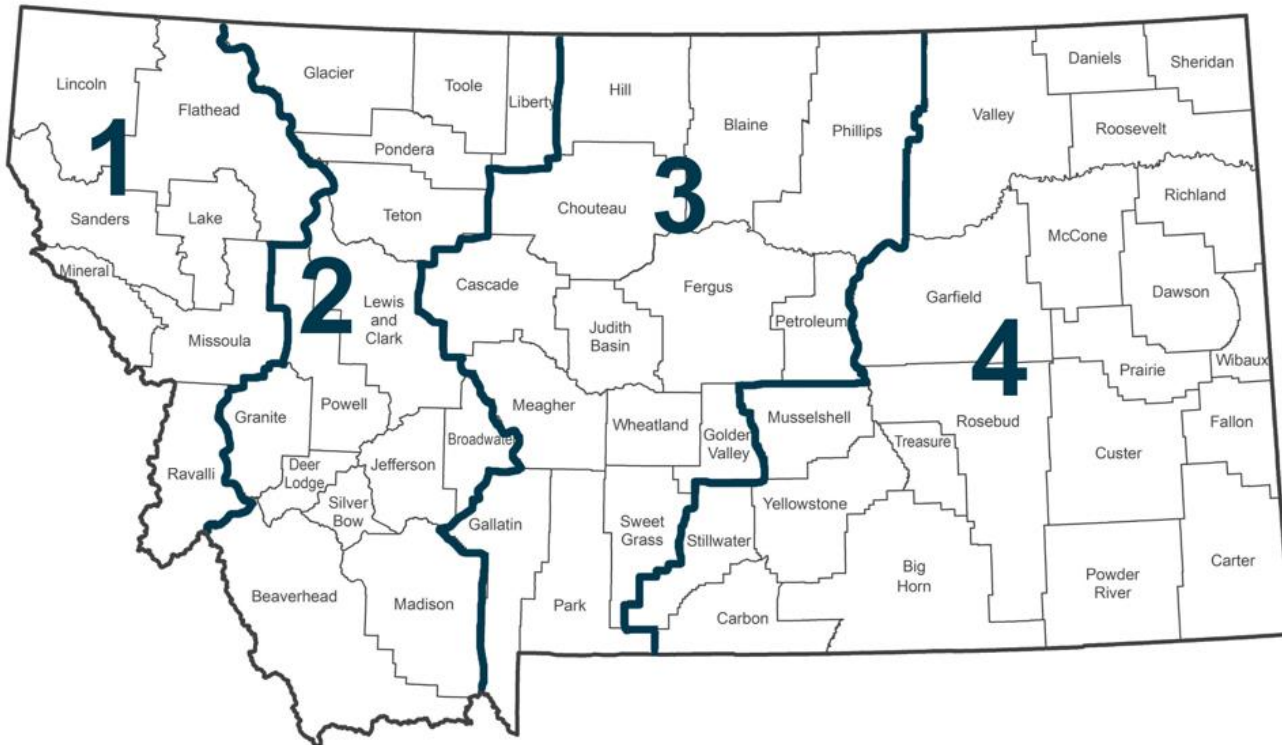 Lincoln
Flathead
Glacier
Toole
Liberty
Hill
Blaine
Phillips
Valley
Daniels
Sheridan
Roosevelt
1
Pondera
3
Richland
Sanders
Lake
Teton
Chouteau
McCone
Mineral
2
Lewis
and
Clark
Cascade
Fergus
Garfield
Dawson
Missoula
Judith
Basin
Petroleum
4
Prairie
Wibaux
Granite
Powell
Meagher
Wheatland
Golden
Valley
Musselshell
Rosebud
Treasure
Fallon
Broadwater
Custer
Ravalli
Deer
Lodge
Jefferson
Silver
Bow
Gallatin
Sweet
Grass
Stillwater
Yellowstone
Big
Horn
Carter
Beaverhead
Madison
Park
Carbon
Powder
River